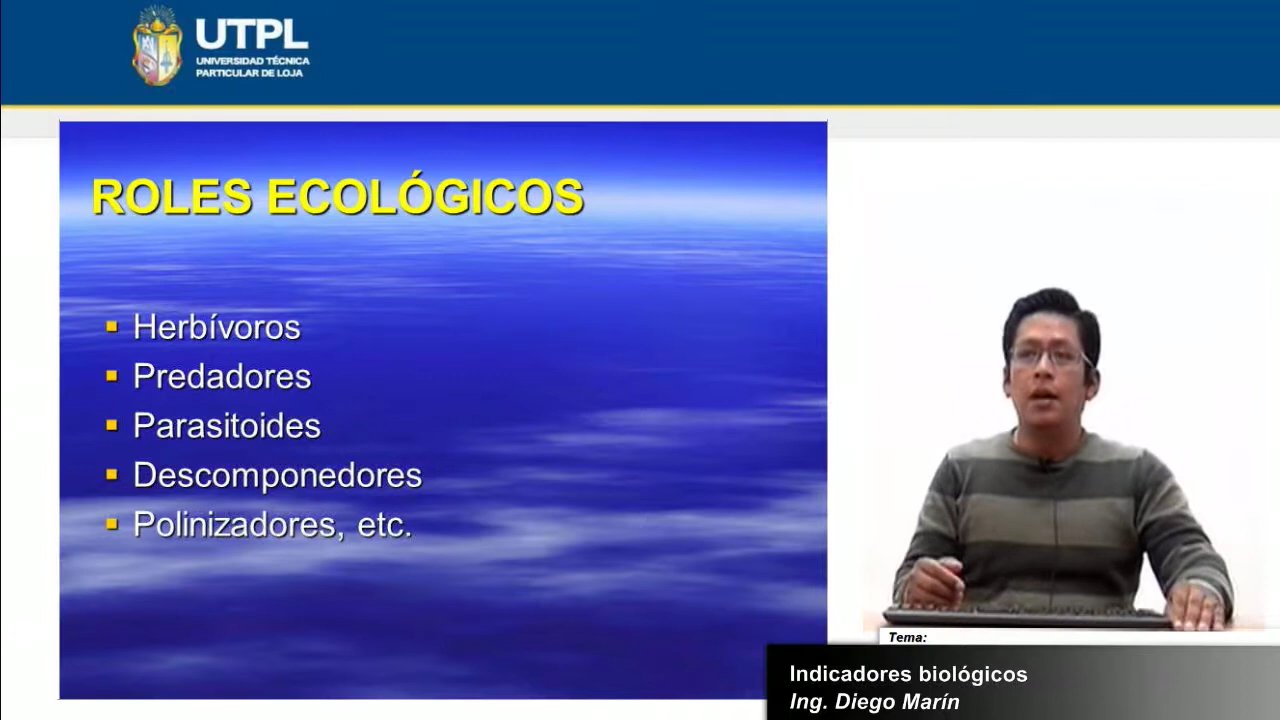 UTPL
UNIVERSIDAD TÉCNICA
PARTICULAR DE LOJA
ROLES ECOLÓGICOS
Herbívoros
Predadores
Parasitoides
Descomponedores
Polinizadores, etc.
Tema:
Indicadores biológicos
Ing. Diego Marín